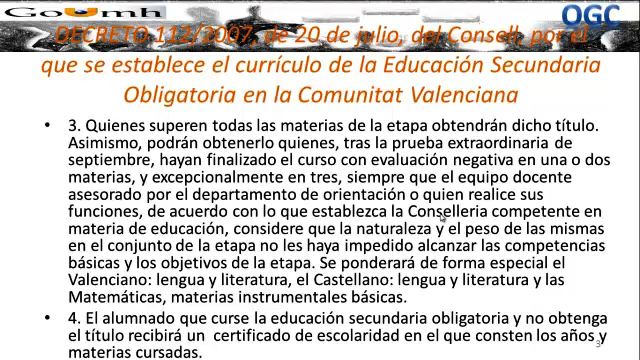 GOUMH
OGC
DECRETO 112/2007, de 20 de julio, del Consell, por el
que se establece el currículo de la Educación Secundaria
Obligatoria en la Comunitat Valenciana
• 3. Quienes superen todas las materias de la etapa obtendrán dicho título.
Asimismo, podrán obtenerlo quienes, tras la prueba extraordinaria de
septiembre, hayan finalizado el curso con evaluación negativa en una o dos
materias, y excepcionalmente en tres, siempre que el equipo docente
asesorado por el departamento de orientación o quien realice sus
funciones, de acuerdo con lo que establezca la Conselleria competente en
materia de educación, considere que la naturaleza y el peso de las mismas
en el conjunto de la etapa no les haya impedido alcanzar las competencias
básicas y los objetivos de la etapa. Se ponderará de forma especial el
Valenciano: lengua y literatura, el Castellano: lengua y literatura y las
Matemáticas, materias instrumentales básicas.
• 4. El alumnado que curse la educación secundaria obligatoria y no obtenga
el título recibirá un certificado de escolaridad en el que consten los años y
materias cursadas.
3